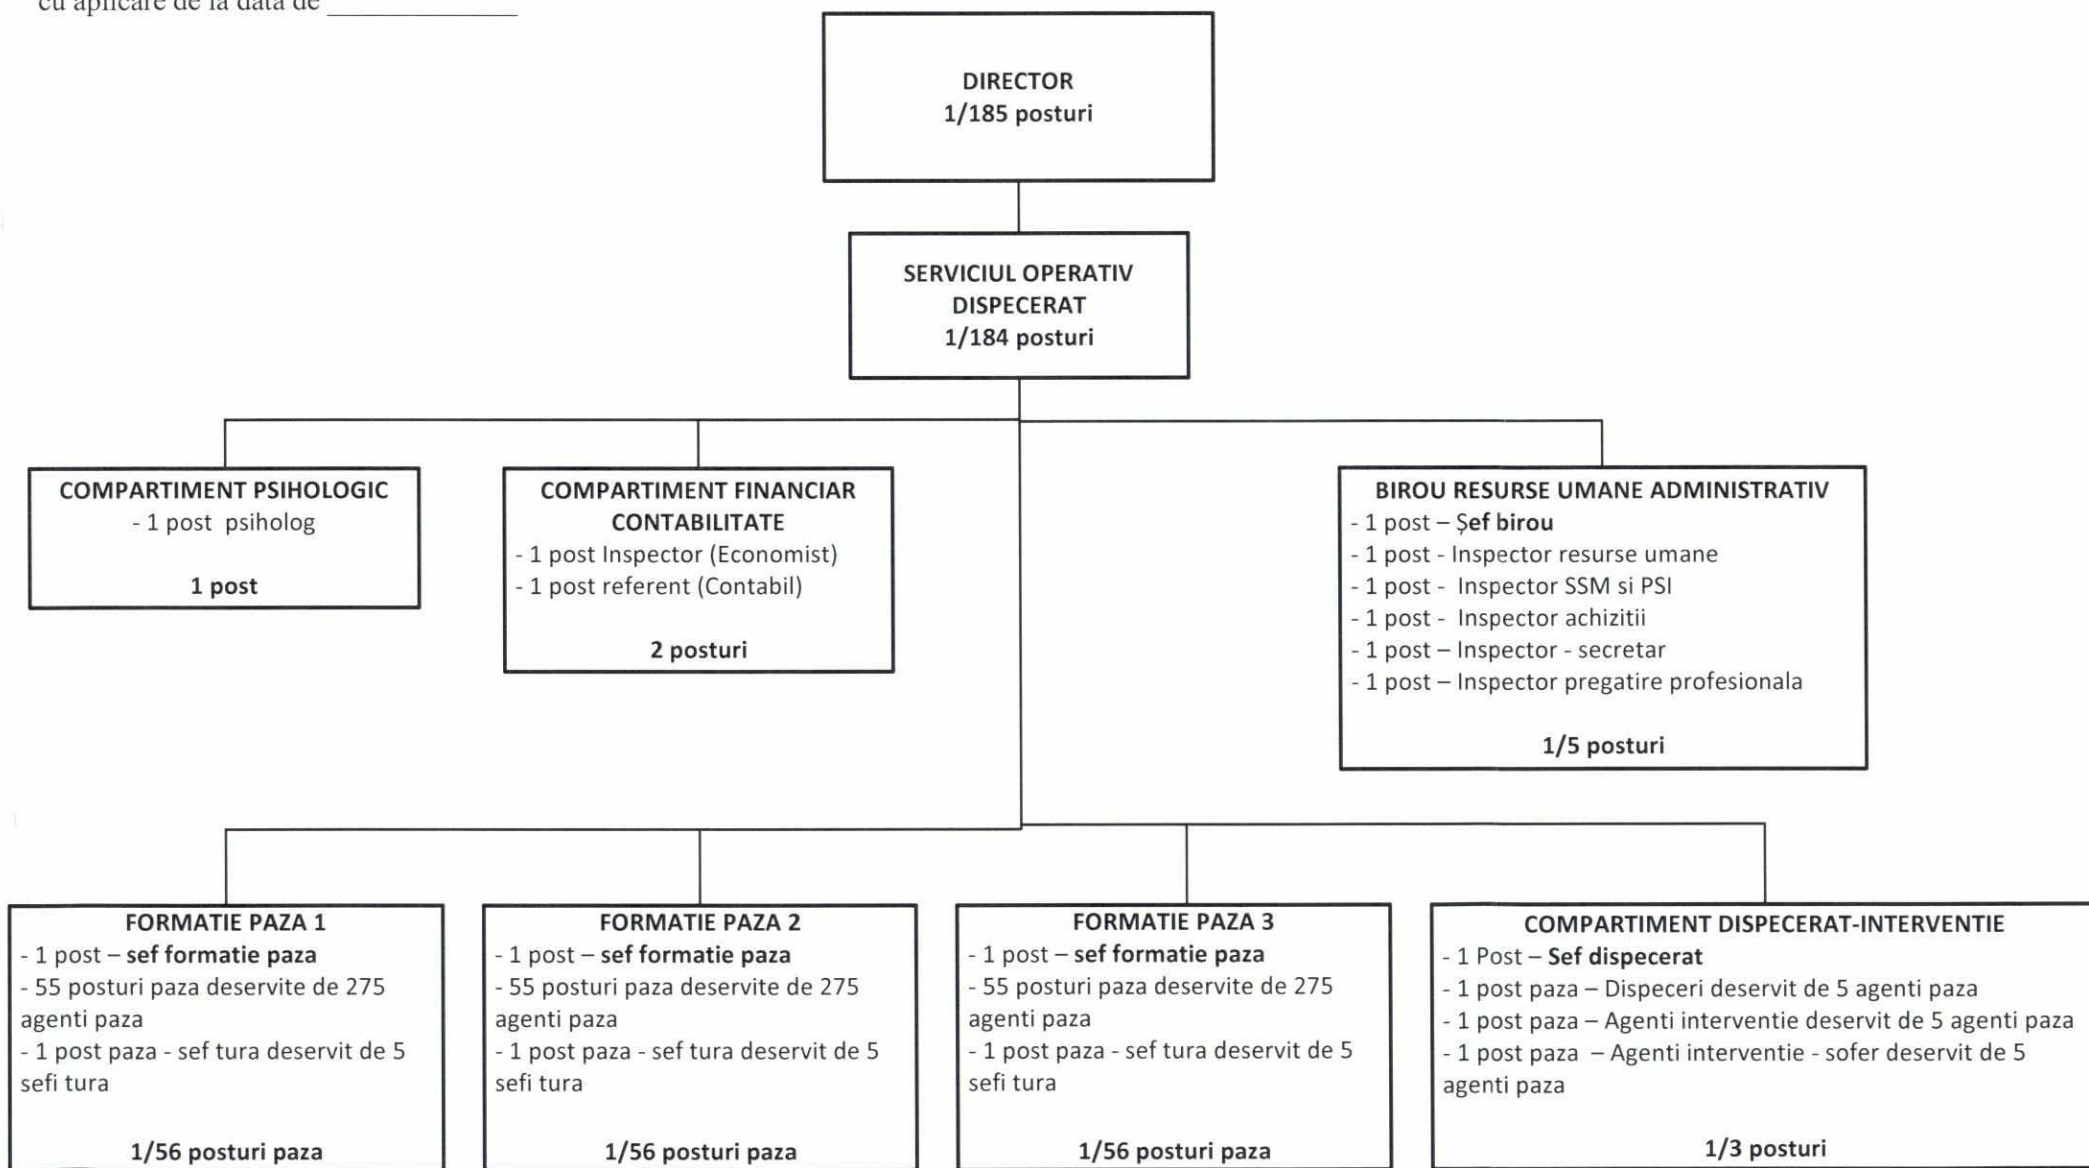 cu aplicare de la data de ______________
DIRECTOR
1/185 posturi
SERVICIUL OPERATIV
DISPECERAT
1/184 posturi
COMPARTIMENT PSIHOLOGIC
- 1 post  psiholog
1 post
COMPARTIMENT FINANCIAR
CONTABILITATE
- 1 post Inspector (Economist)
- 1 post referent (Contabil)
2 posturi
BIROU RESURSE UMANE ADMINISTRATIV
- 1 post – Șef birou
- 1 post - Inspector resurse umane
- 1 post -  Inspector SSM si PSI
- 1 post -  Inspector achizitii
- 1 post – Inspector - secretar
- 1 post – Inspector pregatire profesionala
1/5 posturi
FORMATIE PAZA 1
- 1 post – sef formatie paza
- 55 posturi paza deservite de 275
agenti paza
- 1 post paza - sef tura deservit de 5
sefi tura
1/56 posturi paza
FORMATIE PAZA 2
- 1 post – sef formatie paza
- 55 posturi paza deservite de 275
agenti paza
- 1 post paza - sef tura deservit de 5
sefi tura
1/56 posturi paza
FORMATIE PAZA 3
- 1 post – sef formatie paza
- 55 posturi paza deservite de 275
agenti paza
- 1 post paza - sef tura deservit de 5
sefi tura
1/56 posturi paza
COMPARTIMENT DISPECERAT-INTERVENTIE
- 1 Post – Sef dispecerat
- 1 post paza – Dispeceri deservit de 5 agenti paza
- 1 post paza – Agenti interventie deservit de 5 agenti paza
- 1 post paza  – Agenti interventie - sofer deservit de 5
agenti paza
1/3 posturi